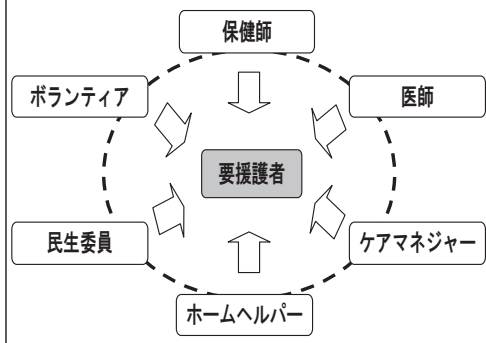 保健師
ボランティア
医師
要援護者
民生委員
ケアマネジャー
ホームヘルパー